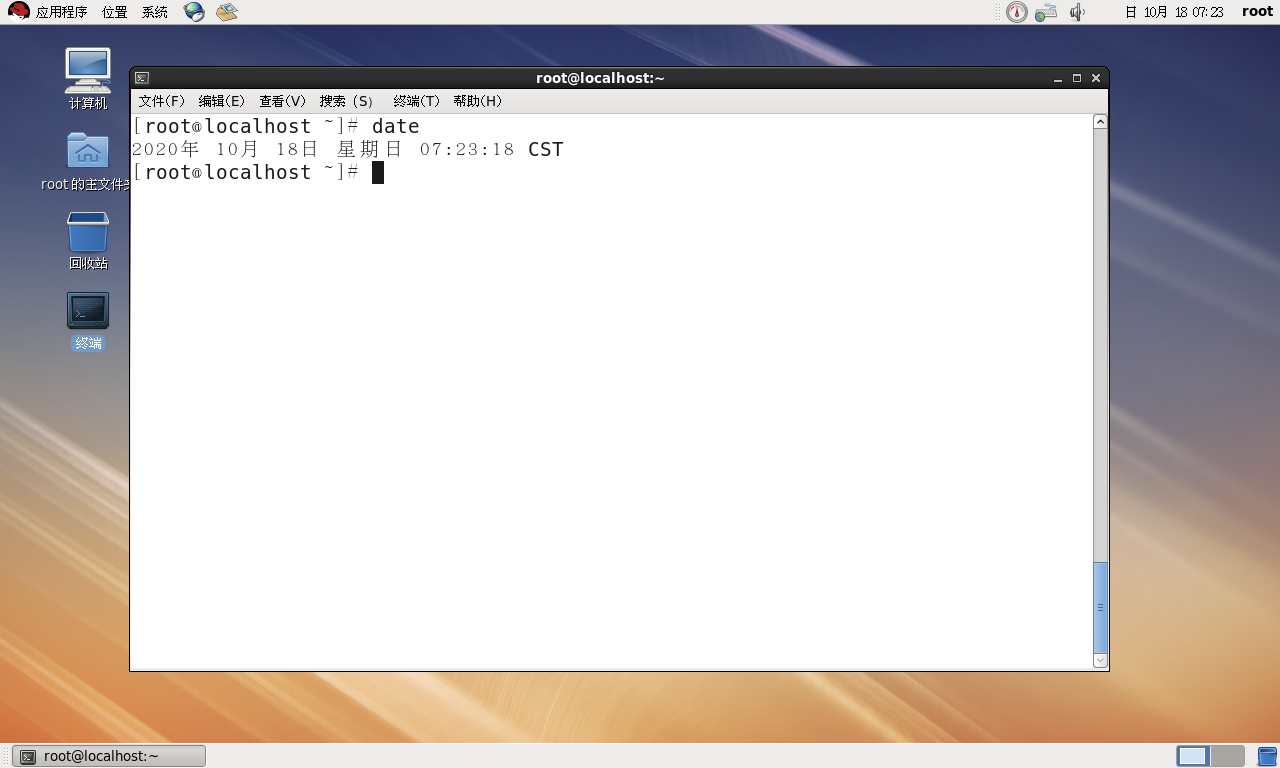 应用程序 位置 系统
日 10月 18 07:23 root
计算机
root 的主文件夹
回收站
终端
root@localhost:~
文件(F) 编辑(E) 查看(V) 搜索 (S) 终端(T) 帮助(H)
[root@localhost ~]# date
2020年 10月 18日 星期日 07:23:18 CST
[root@localhost ~]#
root@localhost:~